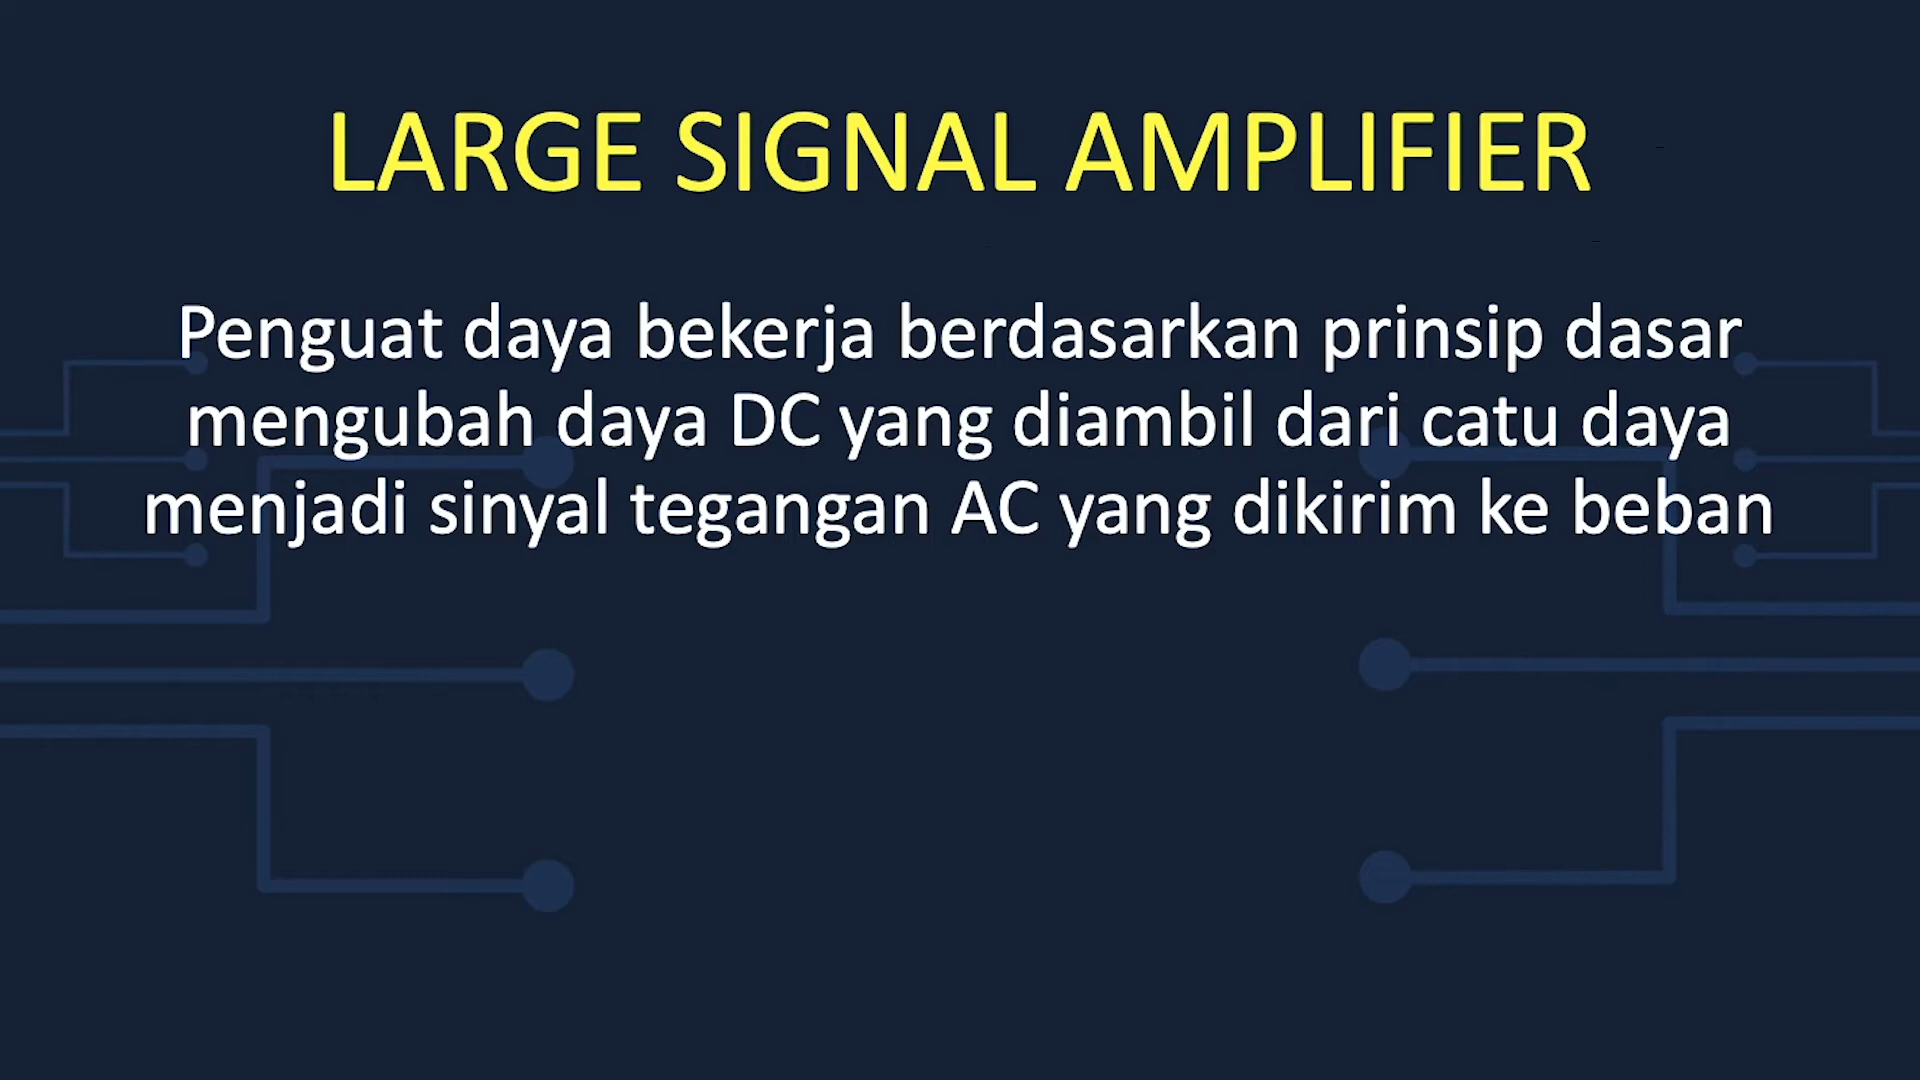 LARGE SIGNAL AMPLIFIER
Penguat daya bekerja berdasarkan prinsip dasar
mengubah daya DC yang diambil dari catu daya
menjadi sinyal tegangan AC yang dikirim ke beban